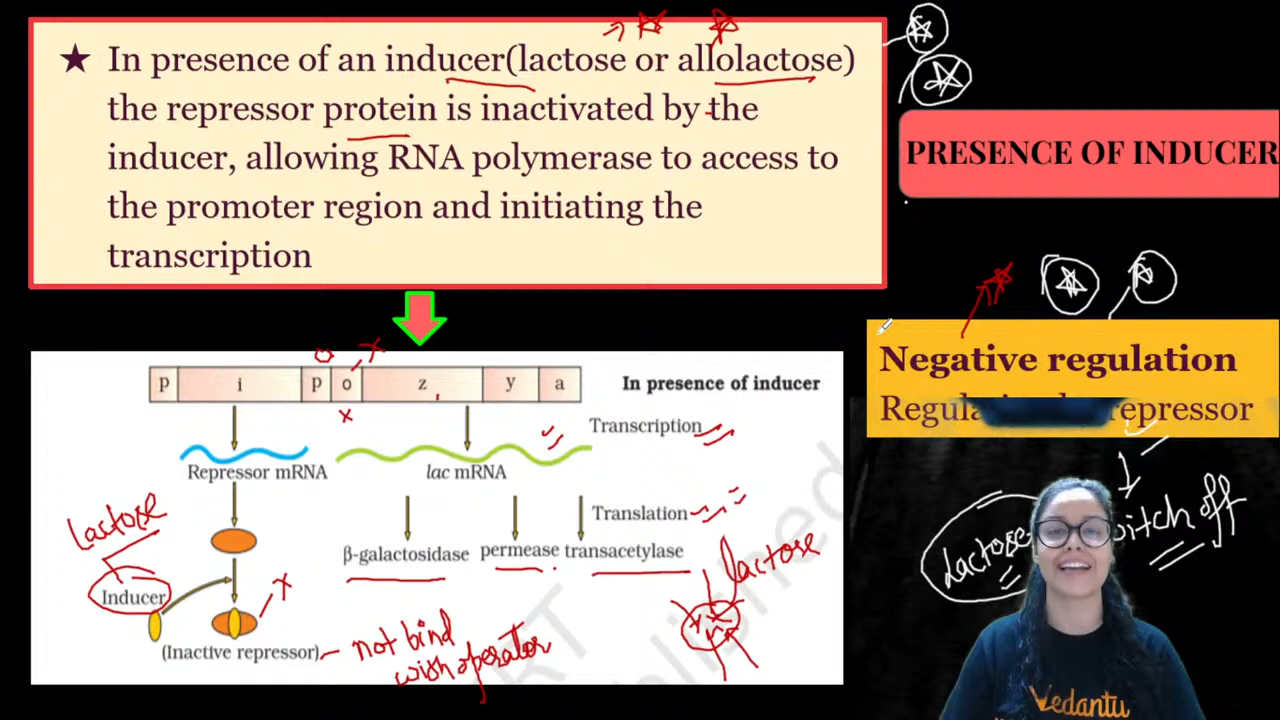 ★ In presence of an inducer(lactose or allolactose)
the repressor protein is inactivated by the
inducer, allowing RNA polymerase to access to
the promoter region and initiating the
transcription
PRESENCE OF INDUCER
Negative regulation
repressor
p i p o z y a
In presence of inducer
Transcription
Repressor mRNA
lac mRNA
Translation
β-galactosidase permease transacetylase
Lactose
Inducer
(Inactive repressor)
not bind
with operator
lactose
Lactose
itch off
Vedantu